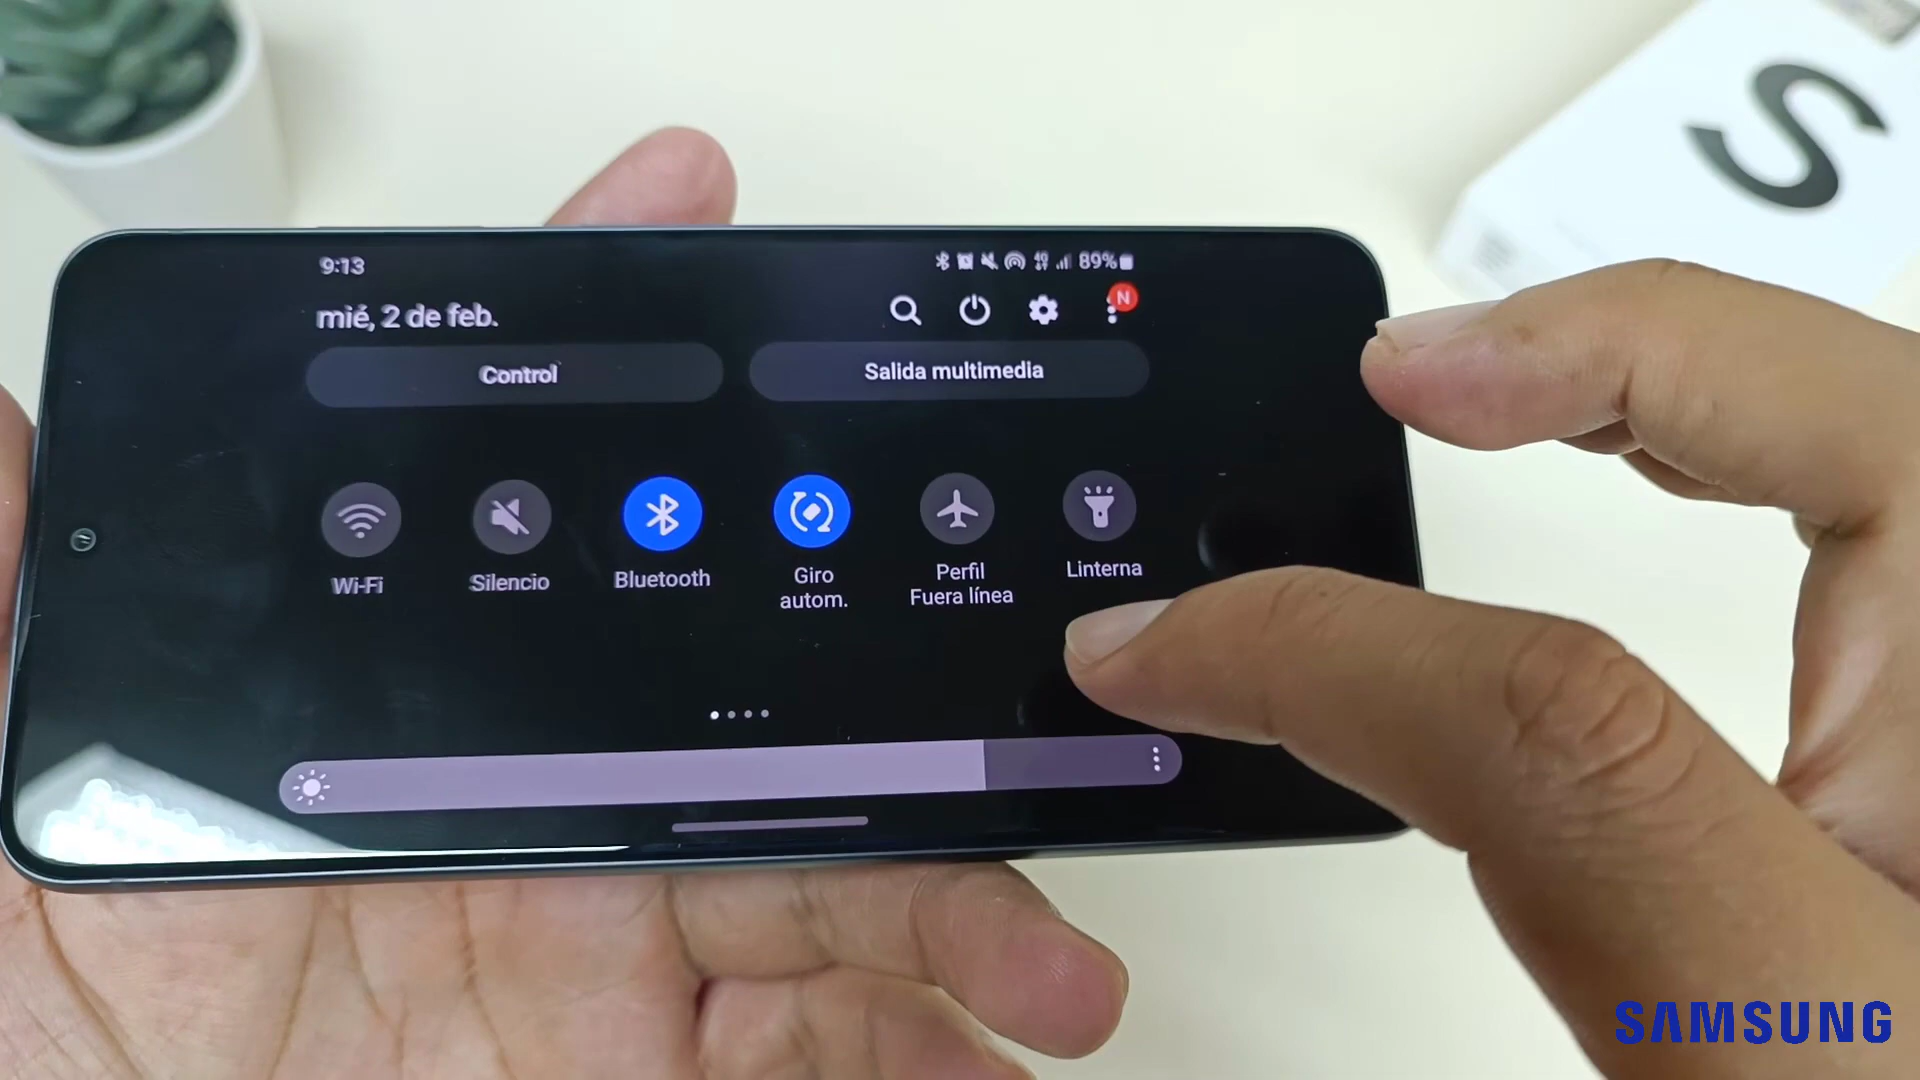 S
9:13
89%
mié, 2 de feb.
N
Control
Salida multimedia
Wi-Fi
Silencio
Bluetooth
Giro
autom.
Perfil
Fuera línea
Linterna
SAMSUNG